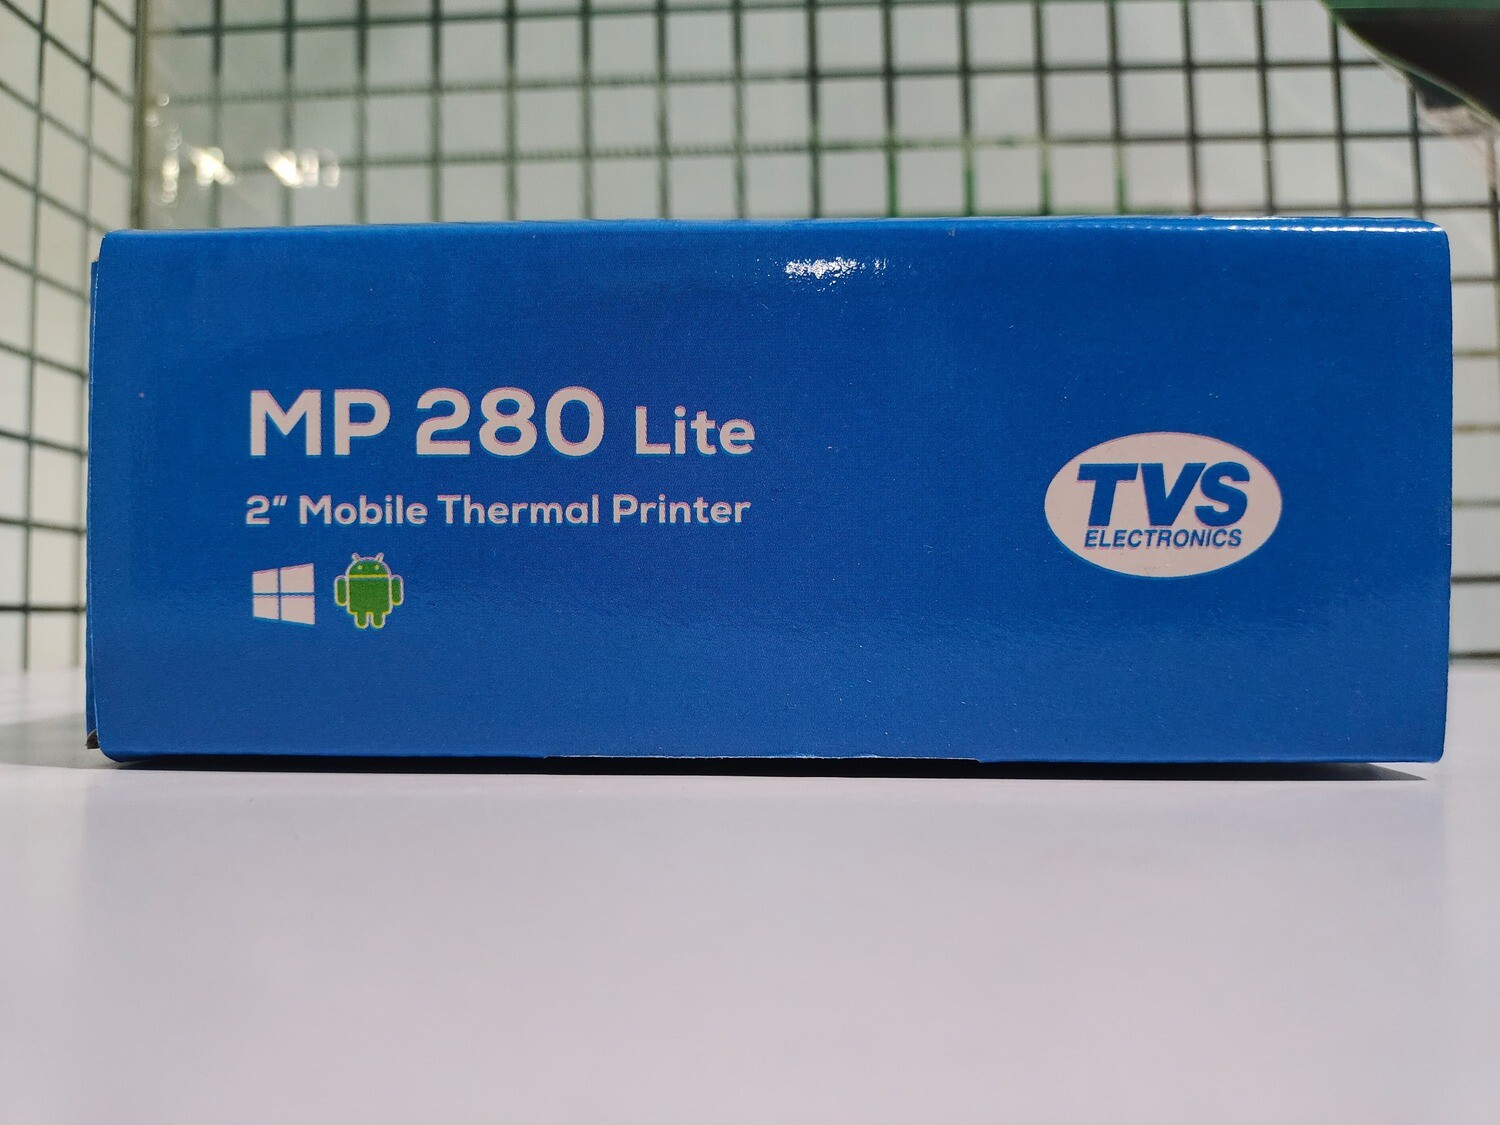 MP 280 Lite
2” Mobile Thermal Printer
TVS
ELECTRONICS